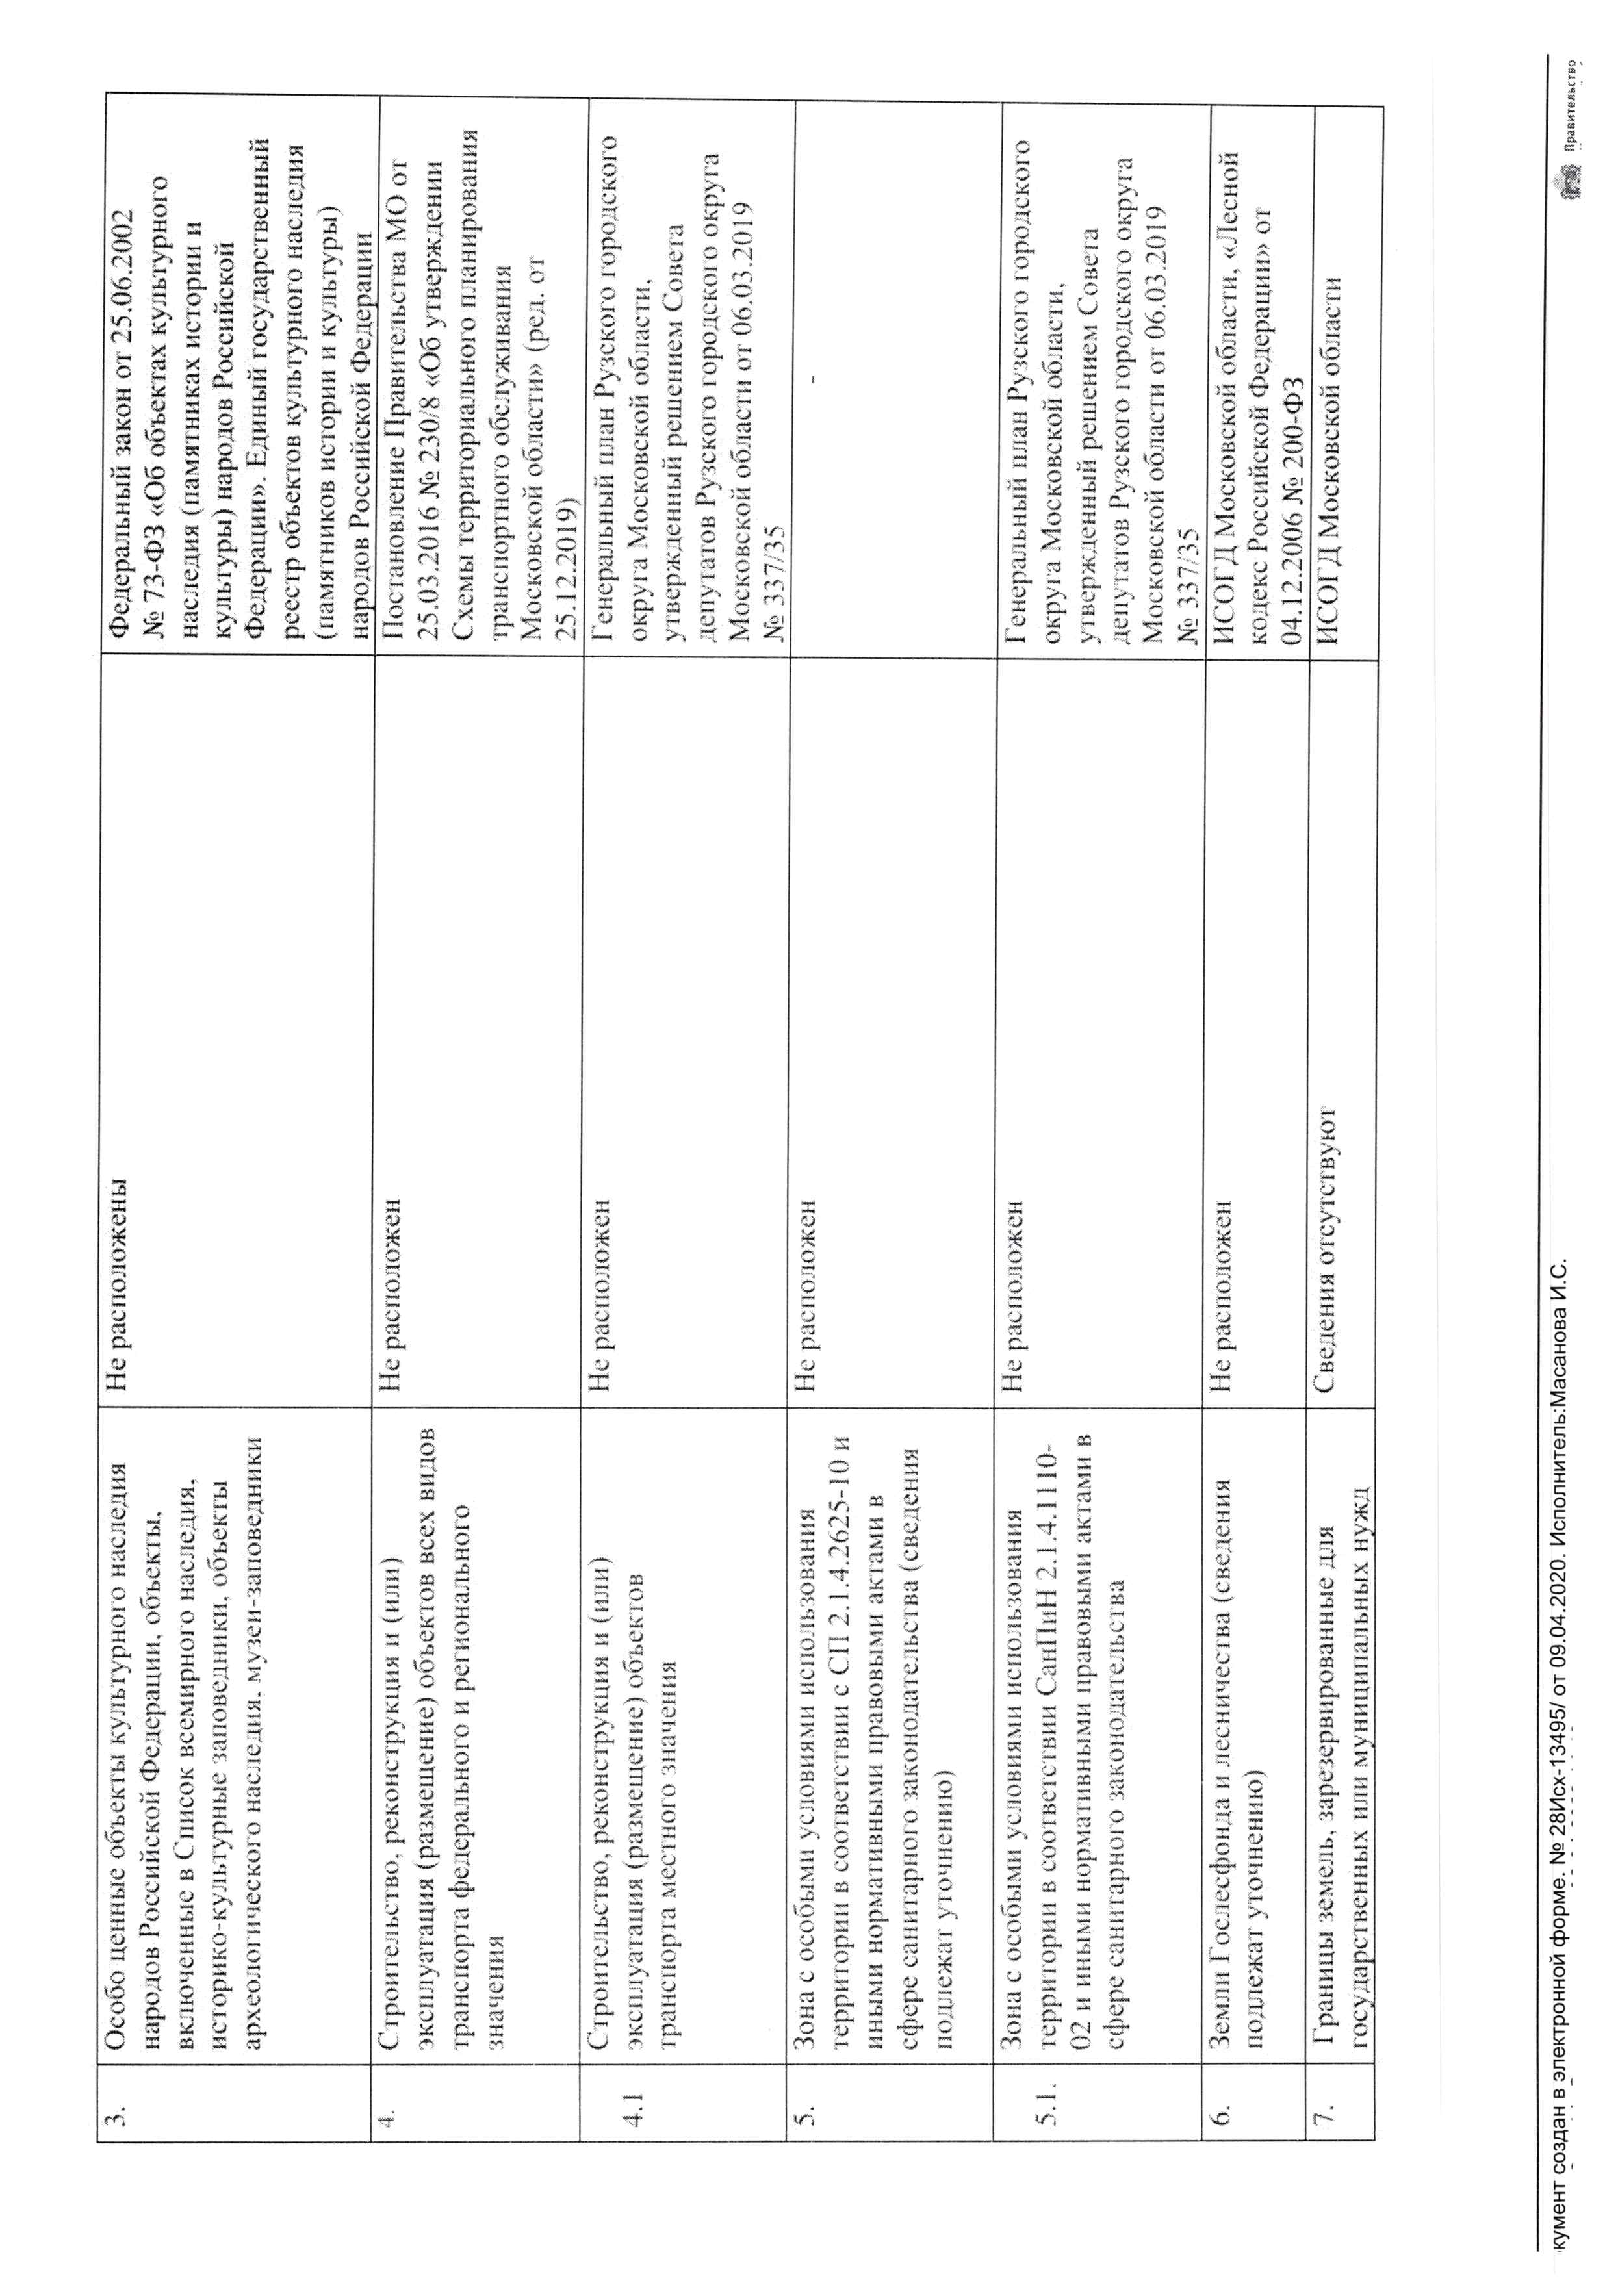 3.
Особо ценные объекты культурного наследия
народов Российской Федерации, объекты,
включенные в Список всемирного наследия,
историко-культурные заповедники, объекты
археологического наследия, музеи-заповедники
Не расположены
Федеральный закон от 25.06.2002
№ 73-ФЗ «Об объектах культурного
наследия (памятниках истории и
культуры) народов Российской
Федерации». Единый государственный
реестр объектов культурного наследия
(памятников истории и культуры)
народов Российской Федерации
4.
Строительство, реконструкция и (или)
эксплуатация (размещение) объектов всех видов
транспорта федерального и регионального
значения
Не расположен
Постановление Правительства МО от
25.03.2016 № 230/8 «Об утверждении
Схемы территориального планирования
транспортного обслуживания
Московской области» (ред. от
25.12.2019)
4.1
Строительство, реконструкция и (или)
эксплуатация (размещение) объектов
транспорта местного значения
Не расположен
Генеральный план Рузского городского
округа Московской области,
утвержденный решением Совета
депутатов Рузского городского округа
Московской области от 06.03.2019
№ 337/35
5.
Зона с особыми условиями использования
территории в соответствии с СП 2.1.4.2625-10 и
иными нормативными правовыми актами в
сфере санитарного законодательства (сведения
подлежат уточнению)
Не расположен
-
5.1.
Зона с особыми условиями использования
территории в соответствии СанПиН 2.1.4.1110-
02 и иными нормативными правовыми актами в
сфере санитарного законодательства
Не расположен
Генеральный план Рузского городского
округа Московской области,
утвержденный решением Совета
депутатов Рузского городского округа
Московской области от 06.03.2019
№ 337/35
6.
Земли Гослесфонда и лесничества (сведения
подлежат уточнению)
Не расположен
ИСОГД Московской области, «Лесной
кодекс Российской Федерации» от
04.12.2006 № 200-ФЗ
7.
Границы земель, зарезервированные для
государственных или муниципальных нужд
Сведения отсутствуют
ИСОГД Московской области
кумент создан в электронной форме. № 28Исх-13495/ от 09.04.2020. Исполнитель:Масанова И.С.
Правительство